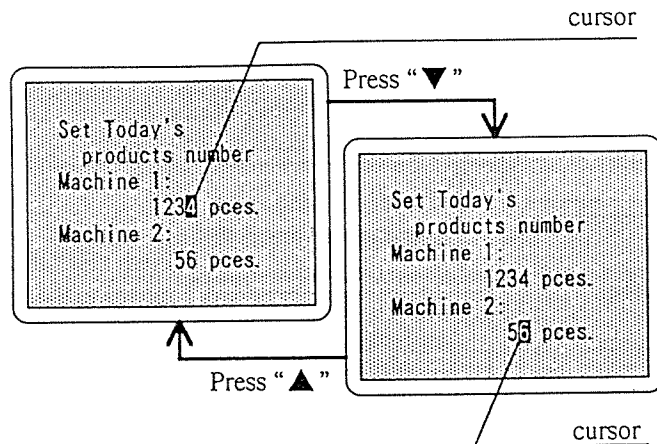 cursor
Press “▼”
Set Today's
products number
Machine 1:
1234 pces.
Machine 2:
56 pces.
Set Today's
products number
Machine 1:
1234 pces.
Machine 2:
56 pces.
Press “▲”
cursor